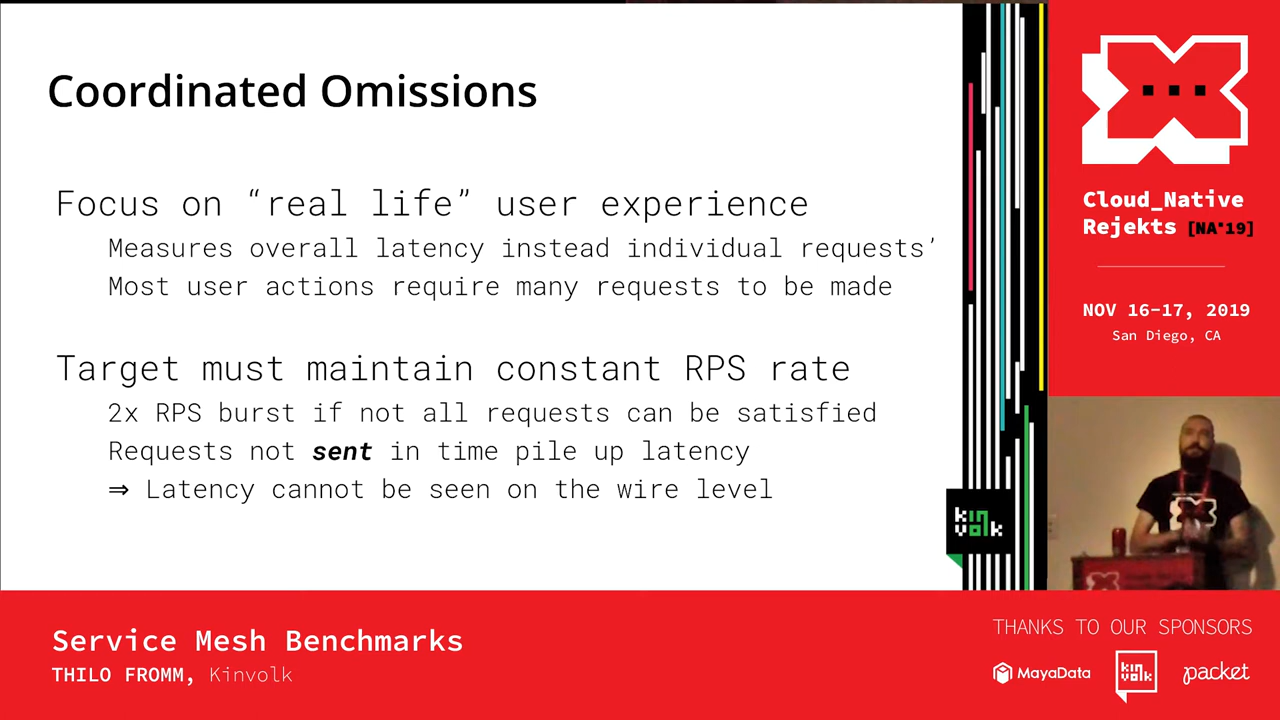 Coordinated Omissions
Focus on “real life” user experience
Measures overall latency instead individual requests’
Most user actions require many requests to be made
Target must maintain constant RPS rate
2x RPS burst if not all requests can be satisfied
Requests not sent in time pile up latency
⇒ Latency cannot be seen on the wire level
kinvolk
Cloud_Native
Rejekts [NA'19]
NOV 16-17, 2019
San Diego, CA
Service Mesh Benchmarks
THILO FROMM, Kinvolk
THANKS TO OUR SPONSORS
MayaData
kinvolk
packet